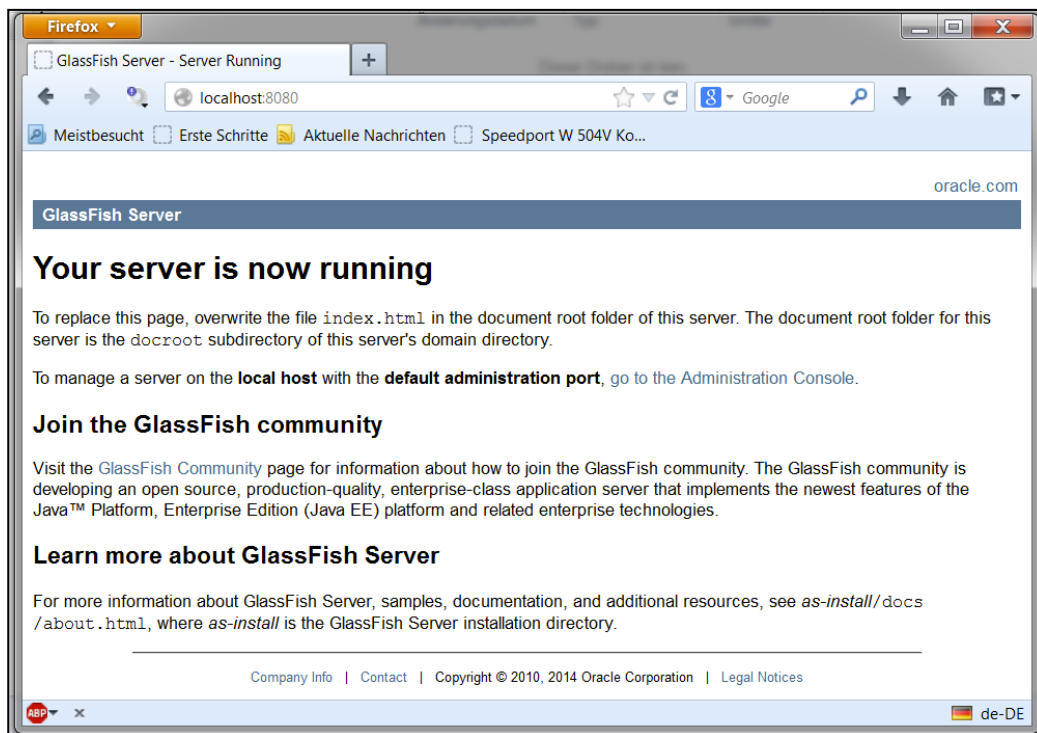 Änderungsdatum Typ Größe
Firefox
Dieser Ordner ist leer.
GlassFish Server - Server Running +
localhost:8080 8 Google
Meistbesucht Erste Schritte Aktuelle Nachrichten Speedport W 504V Ko...
oracle.com
GlassFish Server
Your server is now running
To replace this page, overwrite the file index.html in the document root folder of this server. The document root folder for this
server is the docroot subdirectory of this server's domain directory.
To manage a server on the local host with the default administration port, go to the Administration Console.
Join the GlassFish community
Visit the GlassFish Community page for information about how to join the GlassFish community. The GlassFish community is
developing an open source, production-quality, enterprise-class application server that implements the newest features of the
Java™ Platform, Enterprise Edition (Java EE) platform and related enterprise technologies.
Learn more about GlassFish Server
For more information about GlassFish Server, samples, documentation, and additional resources, see as-install/docs
/about.html, where as-install is the GlassFish Server installation directory.
Company Info | Contact | Copyright © 2010, 2014 Oracle Corporation | Legal Notices
ABP x de-DE